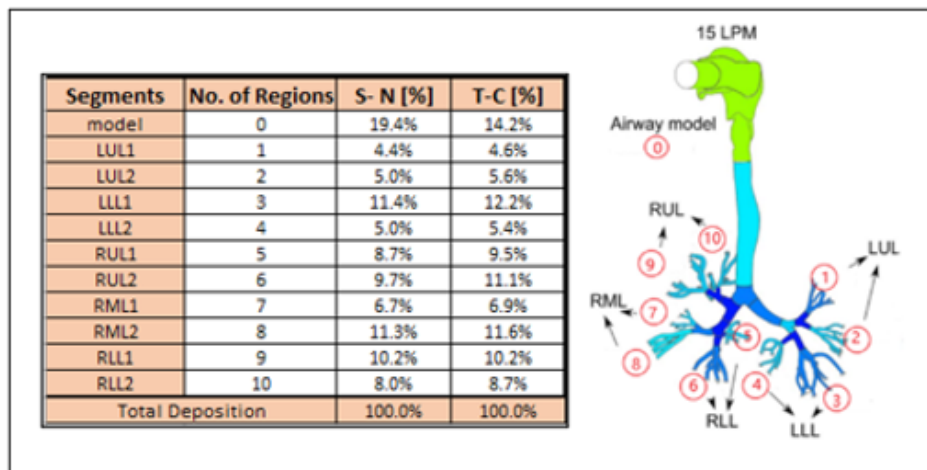 Segments No. of Regions S- N [%] T-C [%]
model 0 19.4% 14.2%
LUL1 1 4.4% 4.6%
LUL2 2 5.0% 5.6%
LLL1 3 11.4% 12.2%
LLL2 4 5.0% 5.4%
RUL1 5 8.7% 9.5%
RUL2 6 9.7% 11.1%
RML1 7 6.7% 6.9%
RML2 8 11.3% 11.6%
RLL1 9 10.2% 10.2%
RLL2 10 8.0% 8.7%
Total Deposition 100.0% 100.0%
15 LPM
Airway model
0
RUL
10
LUL
9
1
RML
7
5
2
8
6
4
3
RLL
LLL